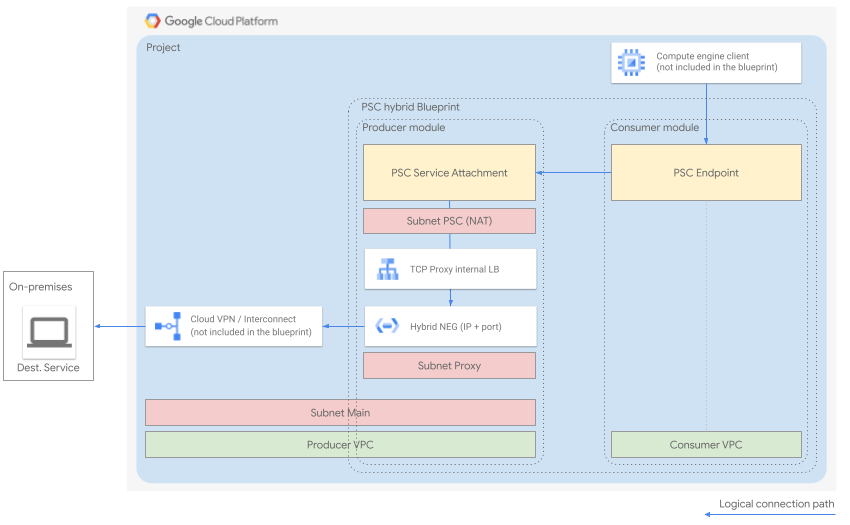 Google Cloud Platform
Project
Compute engine client
(not included in the blueprint)
PSC hybrid Blueprint
Producer module
Consumer module
PSC Service Attachment
PSC Endpoint
Subnet PSC (NAT)
TCP Proxy internal LB
On-premises
Cloud VPN / Interconnect
(not included in the blueprint)
Hybrid NEG (IP + port)
Dest. Service
Subnet Proxy
Subnet Main
Producer VPC
Consumer VPC
Logical connection path